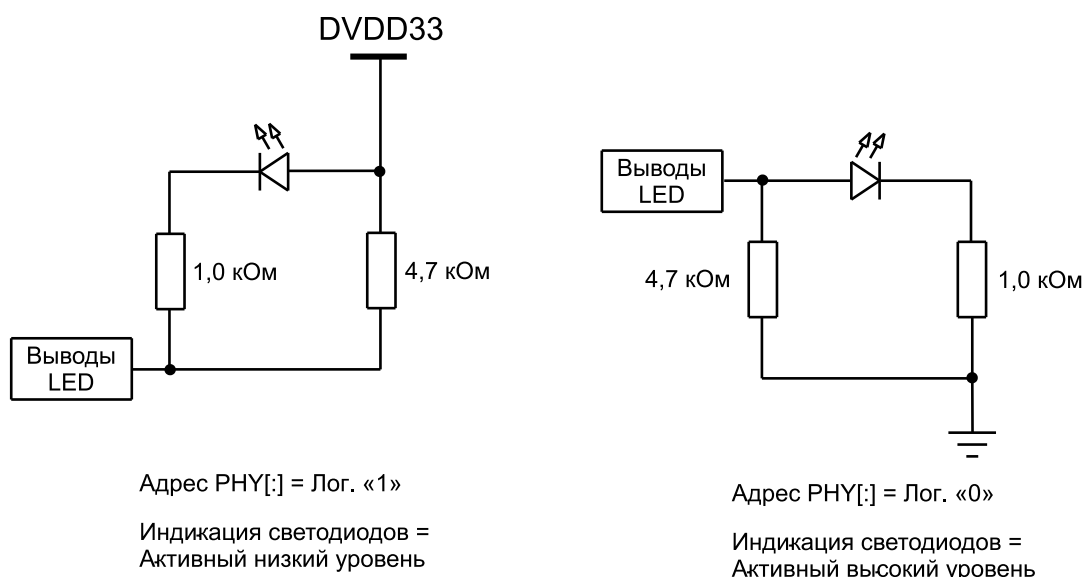 DVDD33
1,0 кОм
4,7 кОм
Выводы
LED
Адрес PHY[:] = Лог. «1»
Индикация светодиодов =
Активный низкий уровень
Выводы
LED
4,7 кОм
1,0 кОм
Адрес PHY[:] = Лог. «0»
Индикация светодиодов =
Активный высокий уровень